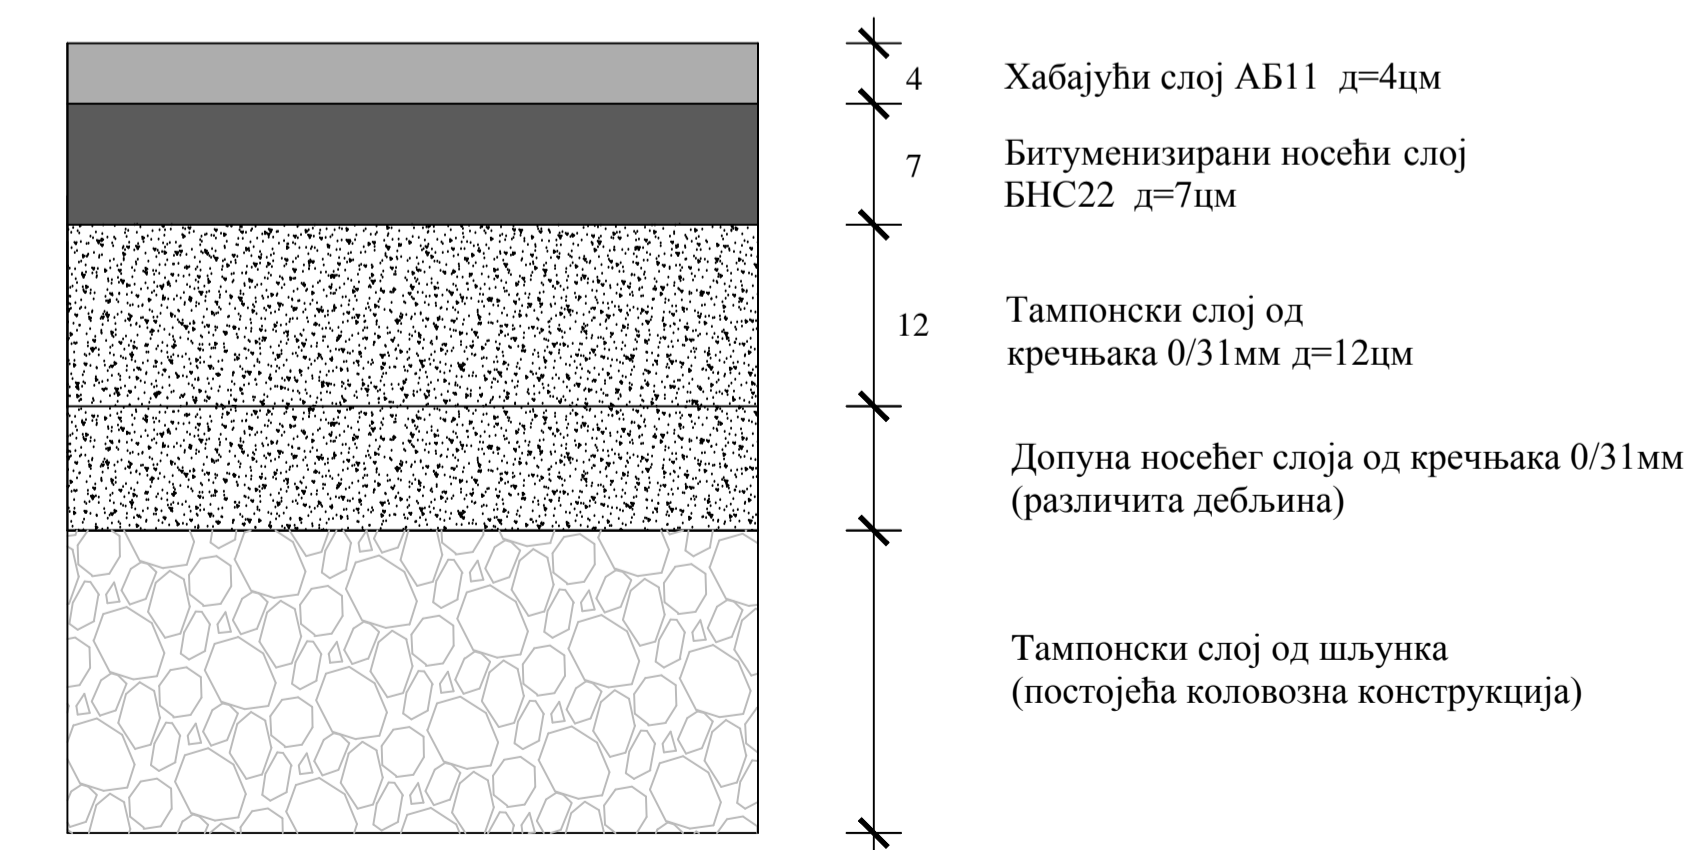 4
Хабајући слој АБ11 д=4цм
7
Битуменизирани носећи слој
БНС22 д=7цм
12
Тампонски слој од
кречњака 0/31мм д=12цм
Допуна носећег слоја од кречњака 0/31мм
(различита дебљина)
Тампонски слој од шљунка
(постојећа коловозна конструкција)